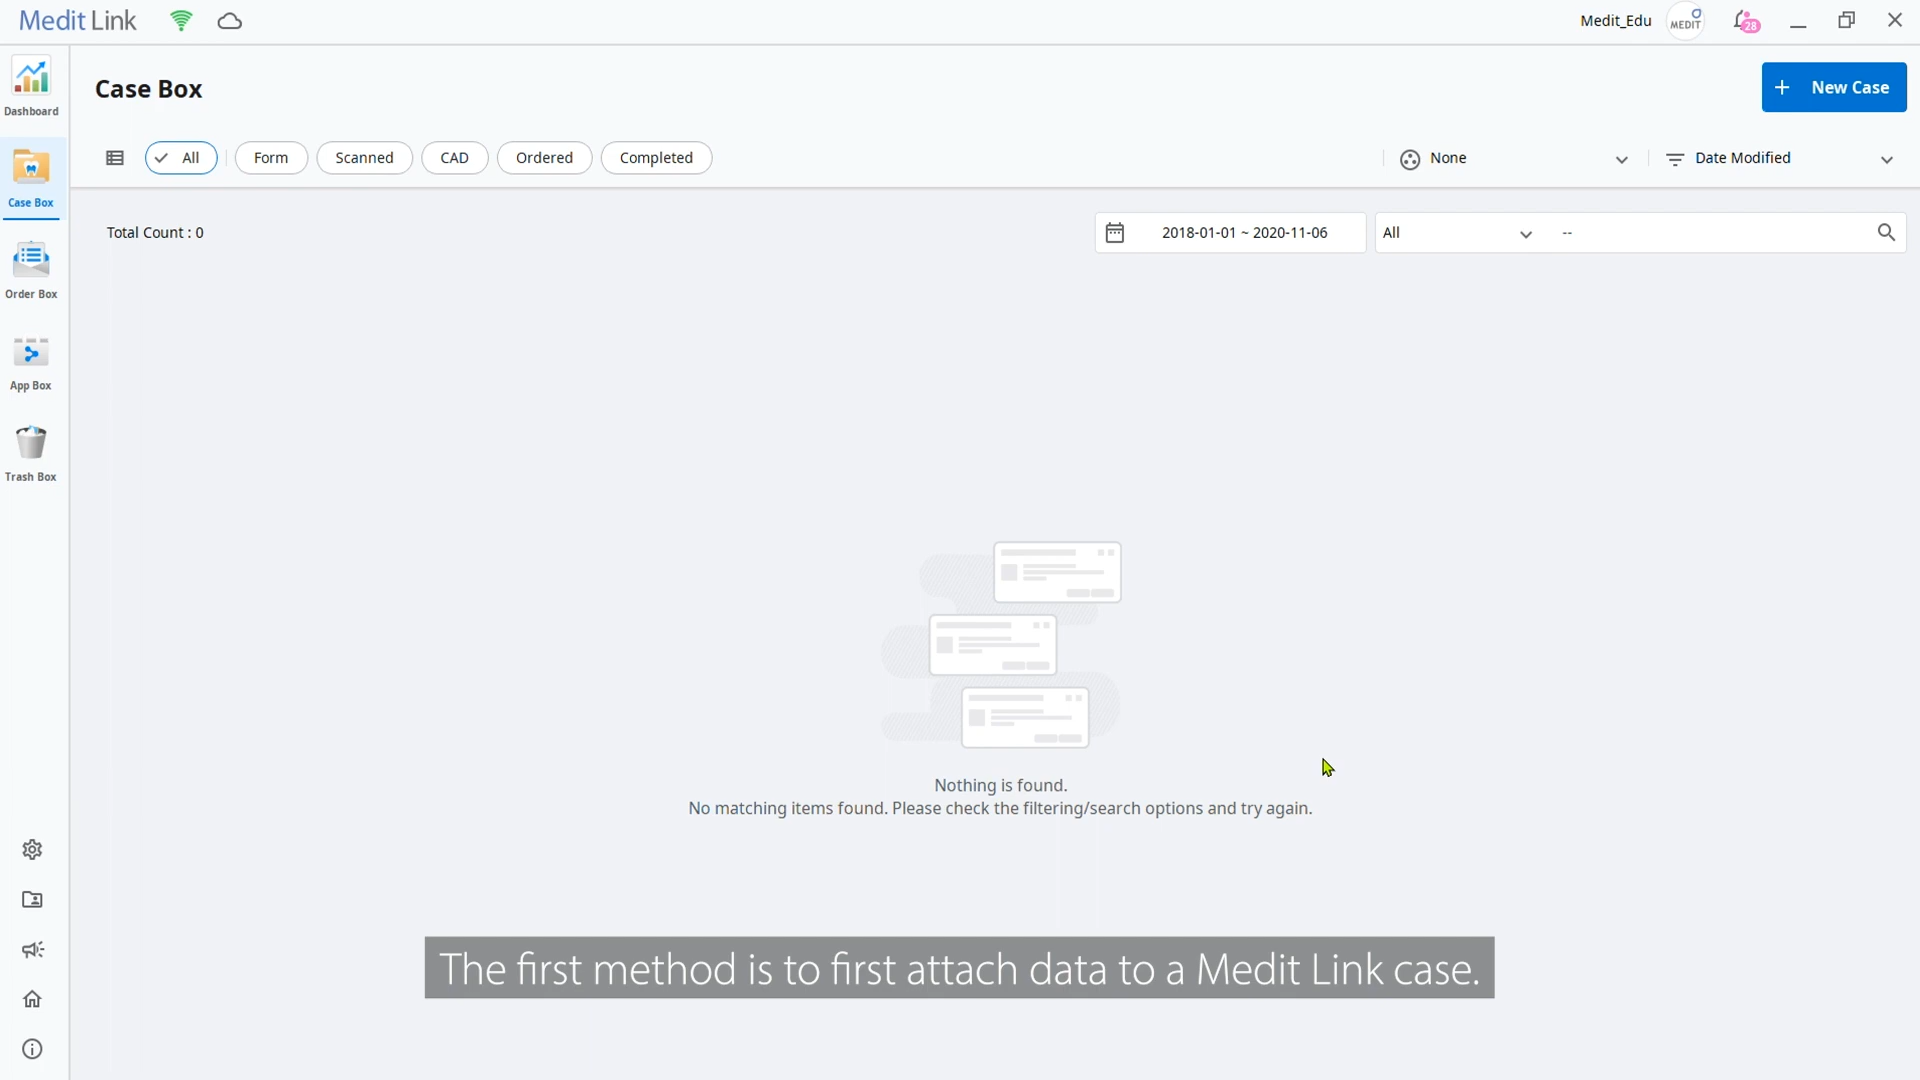 Medit Link
Medit_Edu
MEDIT
28
Dashboard
Case Box
New Case
All
Form
Scanned
CAD
Ordered
Completed
None
Date Modified
Case Box
Total Count : 0
2018-01-01 ~ 2020-11-06
All
--
Order Box
App Box
Trash Box
Nothing is found.
No matching items found. Please check the filtering/search options and try again.
The first method is to first attach data to a Medit Link case.